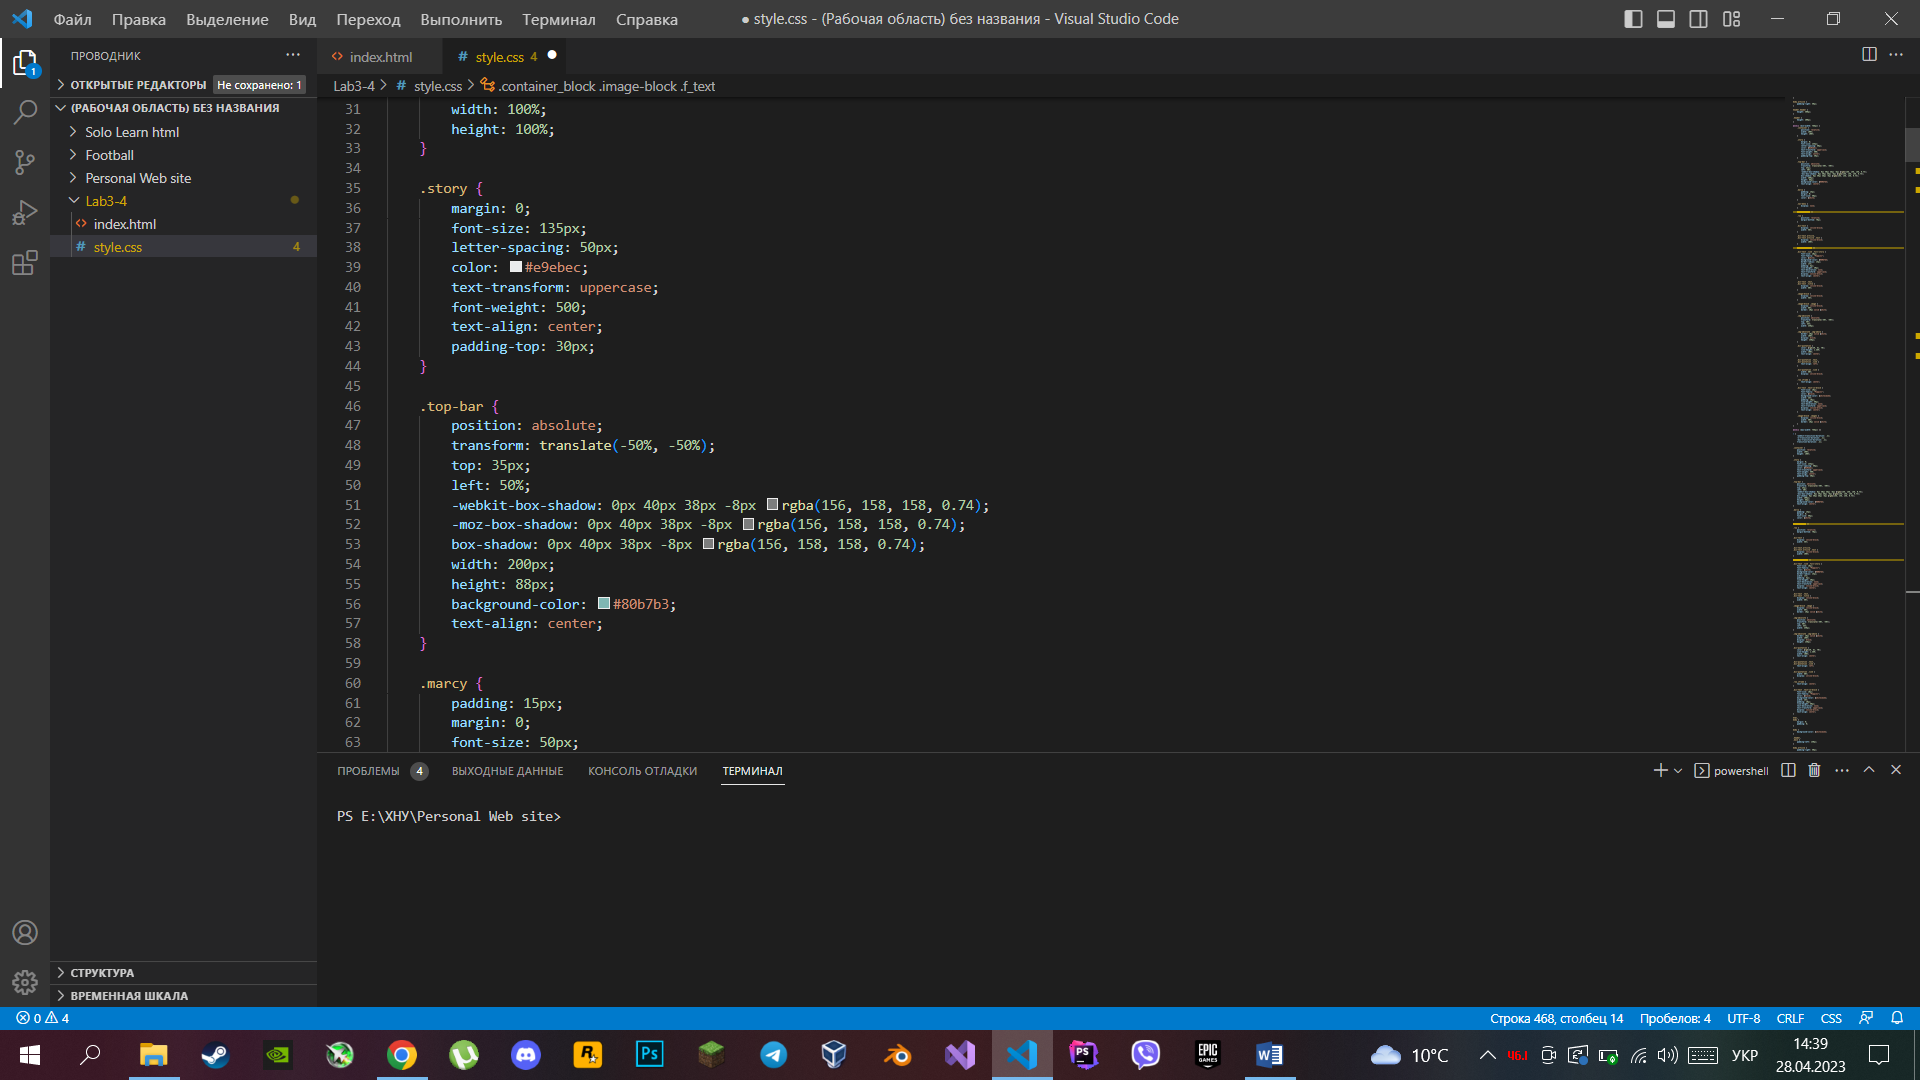 Файл Правка Выделение Вид Переход Выполнить Терминал Справка ● style.css - (Рабочая область) без названия - Visual Studio Code
ПРОВОДНИК
ОТКРЫТЫЕ РЕДАКТОРЫ Не сохранено: 1
(РАБОЧАЯ ОБЛАСТЬ) БЕЗ НАЗВАНИЯ
Solo Learn html
Football
Personal Web site
Lab3-4
index.html
style.css 4
СТРУКТУРА
ВРЕМЕННАЯ ШКАЛА
index.html # style.css 4
Lab3-4 > # style.css > .container_block .image-block .f_text
31 width: 100%;
32 height: 100%;
33 }
34
35 .story {
36 margin: 0;
37 font-size: 135px;
38 letter-spacing: 50px;
39 color: #e9ebec;
40 text-transform: uppercase;
41 font-weight: 500;
42 text-align: center;
43 padding-top: 30px;
44 }
45
46 .top-bar {
47 position: absolute;
48 transform: translate(-50%, -50%);
49 top: 35px;
50 left: 50%;
51 -webkit-box-shadow: 0px 40px 38px -8px rgba(156, 158, 158, 0.74);
52 -moz-box-shadow: 0px 40px 38px -8px rgba(156, 158, 158, 0.74);
53 box-shadow: 0px 40px 38px -8px rgba(156, 158, 158, 0.74);
54 width: 200px;
55 height: 88px;
56 background-color: #80b7b3;
57 text-align: center;
58 }
59
60 .marcy {
61 padding: 15px;
62 margin: 0;
63 font-size: 50px;
ПРОБЛЕМЫ 4 ВЫХОДНЫЕ ДАННЫЕ КОНСОЛЬ ОТЛАДКИ ТЕРМИНАЛ powershell
PS E:\ХНУ\Personal Web site>
0 4 Строка 468, столбец 14 Пробелов: 4 UTF-8 CRLF CSS
10°C УКР 14:39
28.04.2023